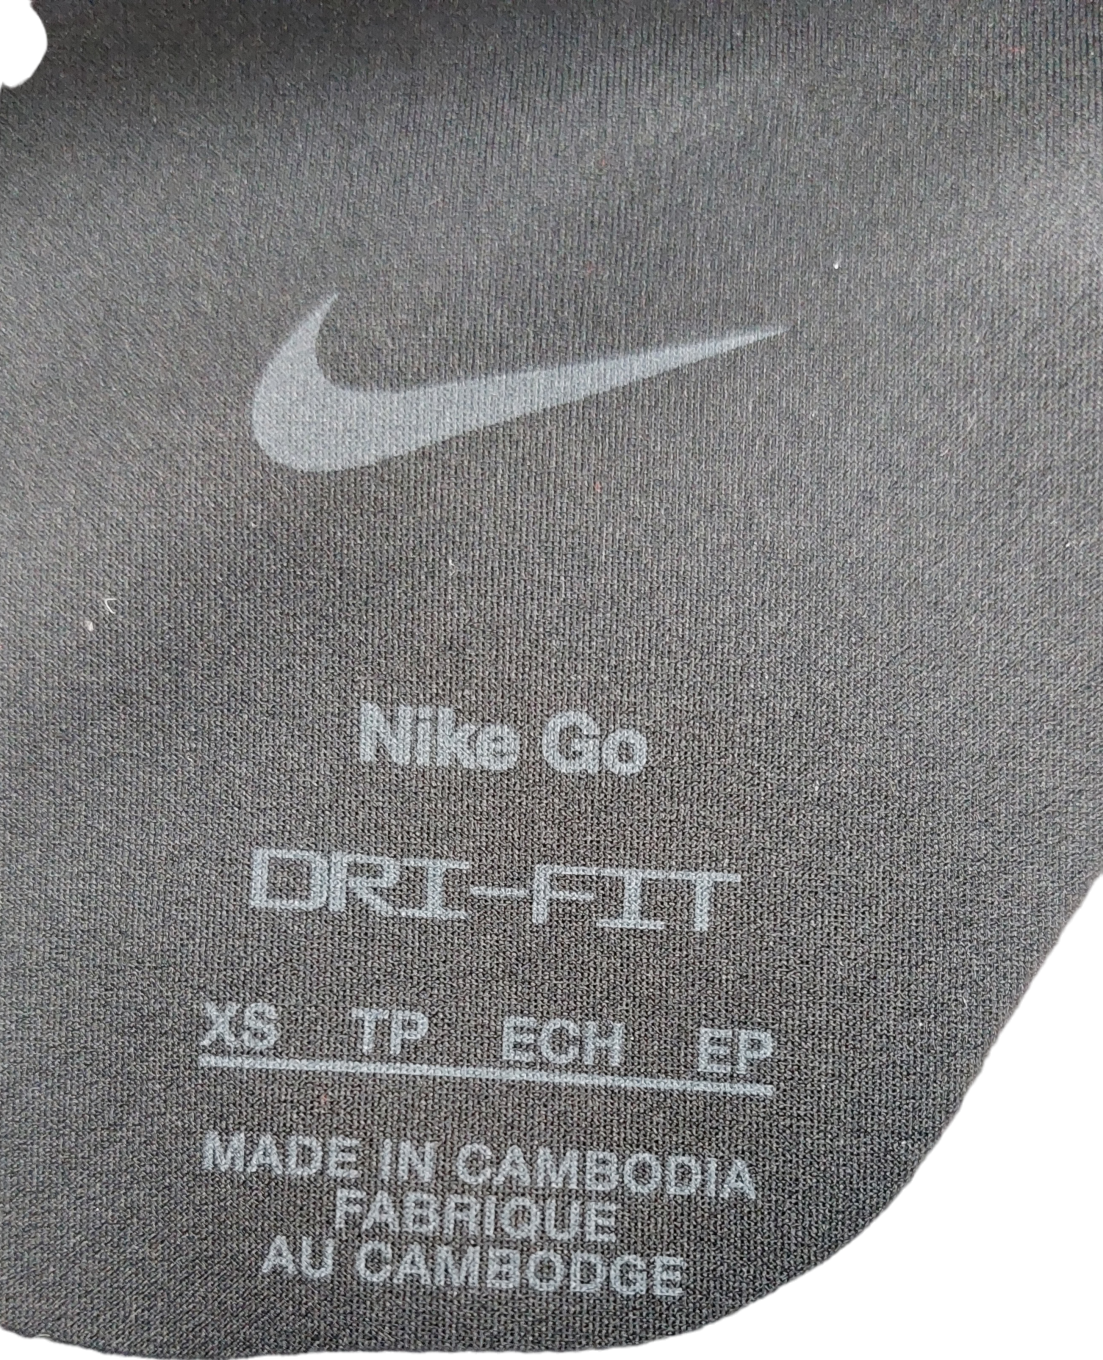 Nike Go
DRI-FIT
XS TP ECH EP
MADE IN CAMBODIA
FABRIQUE
AU CAMBODGE